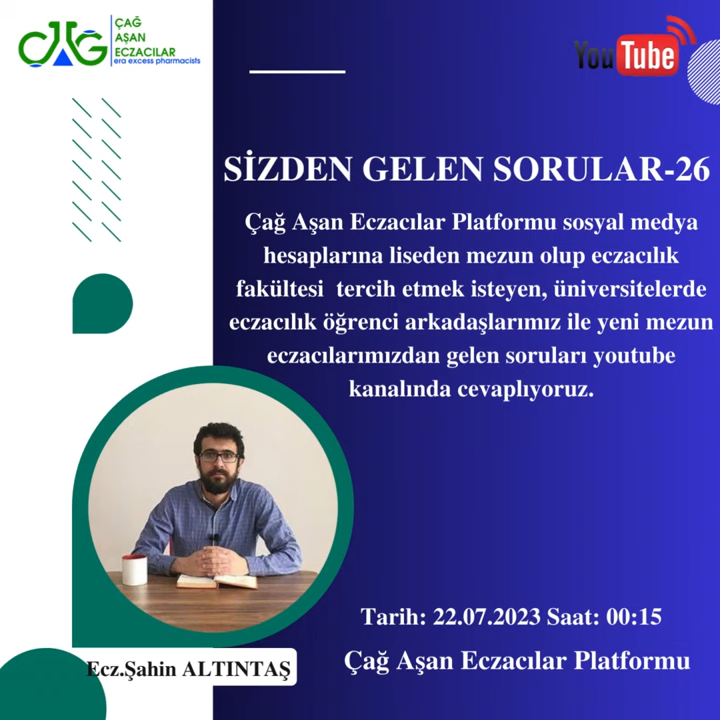 ÇAĞ
AŞAN
ECZACILAR
era excess pharmacists
YouTube
SİZDEN GELEN SORULAR-26
Çağ Aşan Eczacılar Platformu sosyal medya
hesaplarına liseden mezun olup eczacılık
fakültesi tercih etmek isteyen, üniversitelerde
eczacılık öğrenci arkadaşlarımız ile yeni mezun
eczacılarımızdan gelen soruları youtube
kanalında cevaplıyoruz.
Tarih: 22.07.2023 Saat: 00:15
Çağ Aşan Eczacılar Platformu
Ecz.Şahin ALTINTAŞ